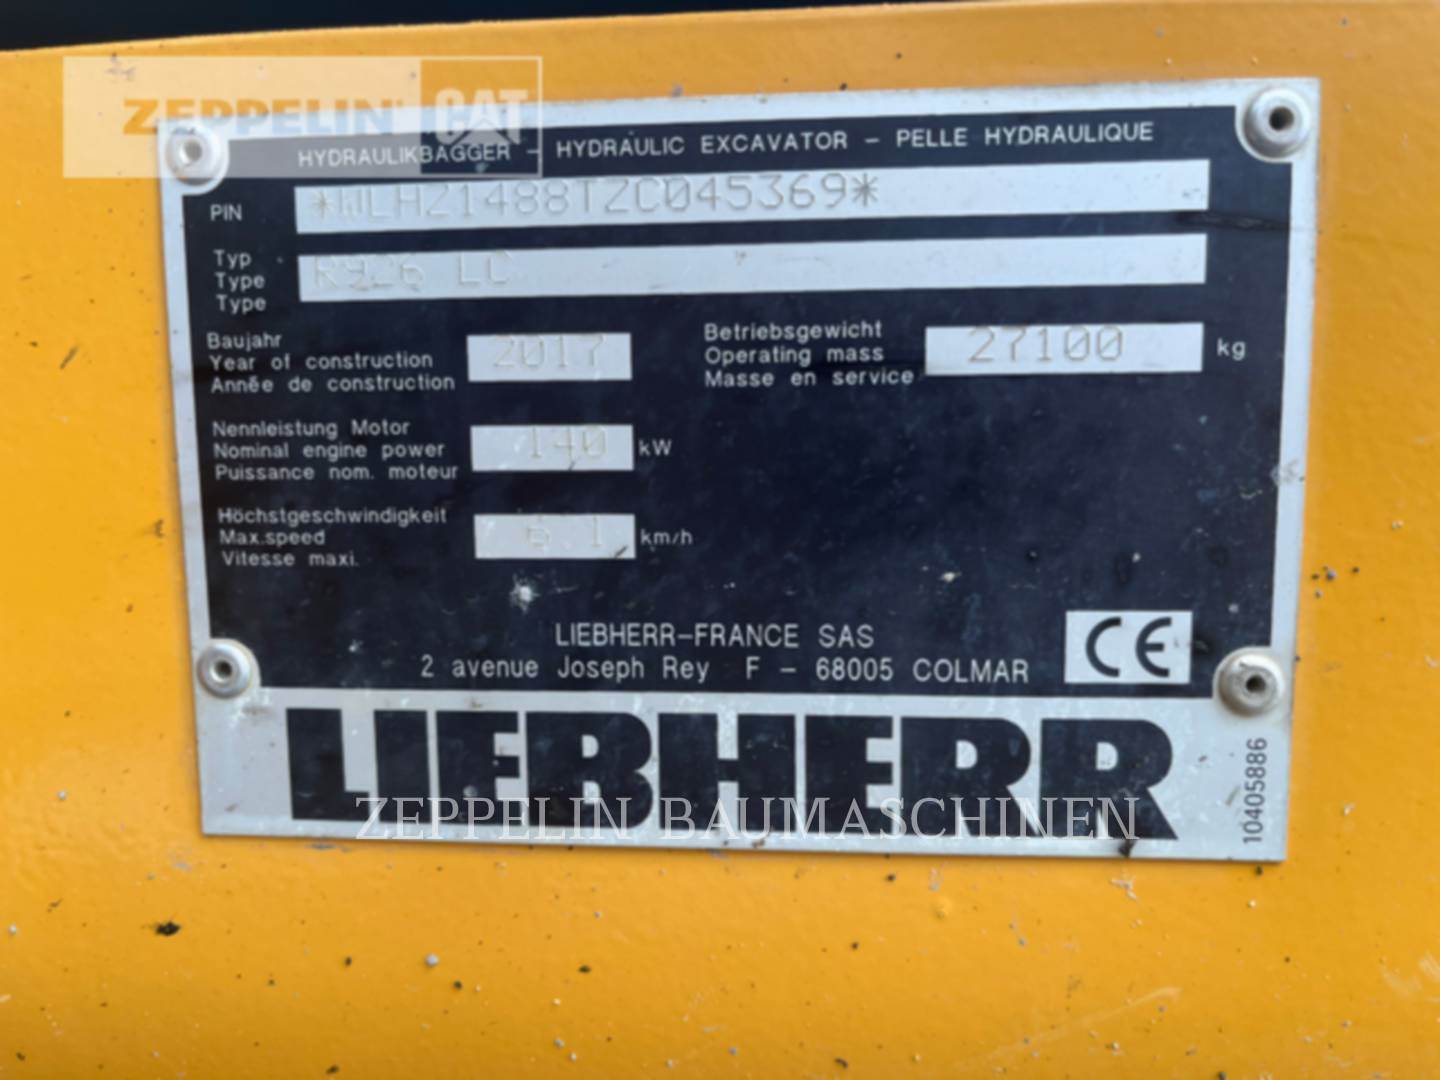 ZEPPELIN CAT
HYDRAULIKBAGGER - HYDRAULIC EXCAVATOR - PELLE HYDRAULIQUE
PIN *WLHZ1488TZC045369*
Typ
Type R926 LC
Type
Baujahr
Year of construction 2017
Année de construction
Betriebsgewicht
Operating mass 27100 kg
Masse en service
Nennleistung Motor
Nominal engine power 140 kW
Puissance nom. moteur
Höchstgeschwindigkeit
Max.speed 6.1 km/h
Vitesse maxi.
LIEBHERR-FRANCE SAS
2 avenue Joseph Rey F - 68005 COLMAR
CE
LIEBHERR
10405886
ZEPPELIN BAUMASCHINEN